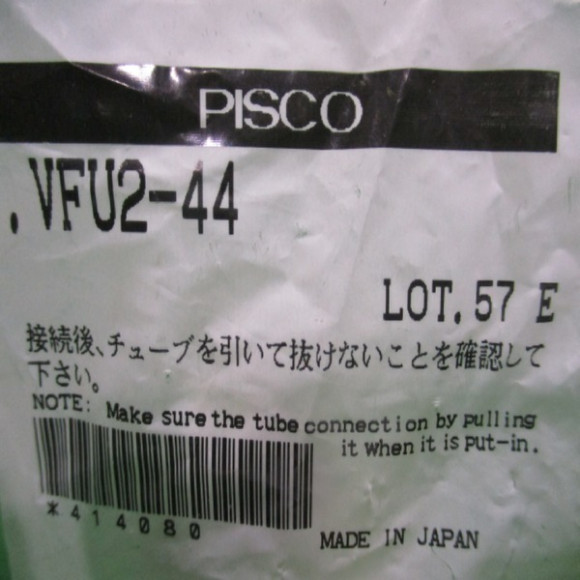 PISCO
.VFU2-44
LOT.57 E
接続後、チューブを引いて抜けないことを確認して
下さい。
NOTE: Make sure the tube connection by pulling
it when it is put-in.
*414080
MADE IN JAPAN